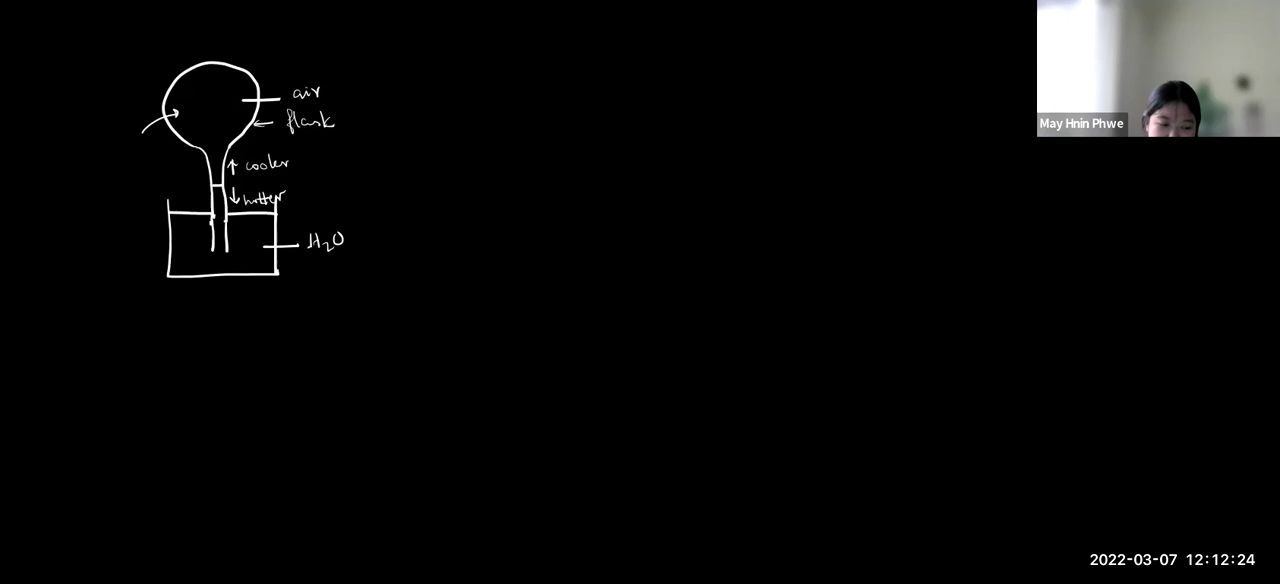 May Hnin Phwe
air
flask
↑ cooler
↓ hotter
H₂O
2022-03-07 12:12:24